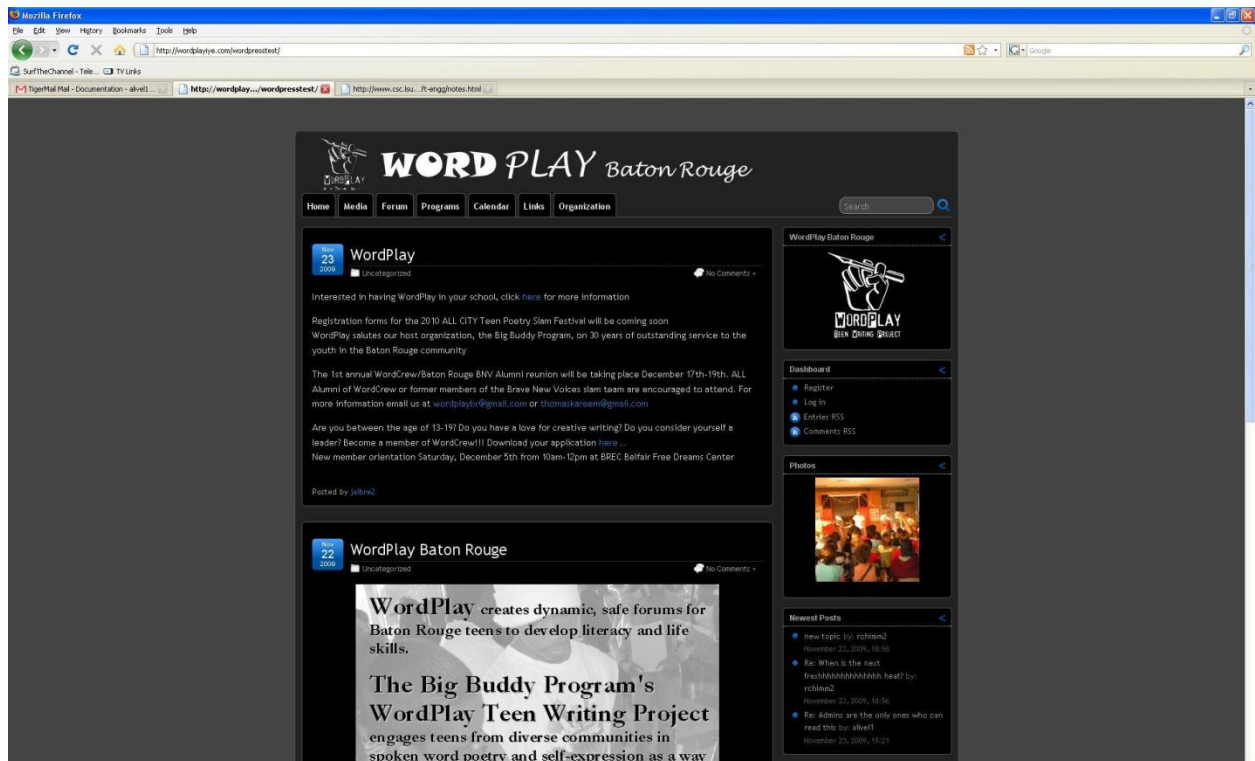 Mozilla Firefox
File Edit View History Bookmarks Tools Help
http://wordplayiye.com/wordpresstest/
Google
SurfTheChannel - Tele... TV Links
TigerMail Mail - Documentation - alivel1...
http://wordplay.../wordpresstest/
http://www.csc.lsu....ft-engg/notes.html
WORDPLAY
WORD PLAY Baton Rouge
Home Media Forum Programs Calendar Links Organization
Search
Nov
23
2009
WordPlay
Uncategorized
No Comments »
Interested in having WordPlay in your school, click here for more information
Registration forms for the 2010 ALL CITY Teen Poetry Slam Festival will be coming soon
WordPlay salutes our host organization, the Big Buddy Program, on 30 years of outstanding service to the
youth in the Baton Rouge community
The 1st annual WordCrew/Baton Rouge BNV Alumni reunion will be taking place December 17th-19th. ALL
Alumni of WordCrew or former members of the Brave New Voices slam team are encouraged to attend. For
more information email us at wordplaybr@gmail.com or thomaskareem@gmail.com
Are you between the age of 13-19? Do you have a love for creative writing? Do you consider yourself a
leader? Become a member of WordCrew!!! Download your application here ...
New member orientation Saturday, December 5th from 10am-12pm at BREC Belfair Free Dreams Center
Posted by jalbre2
Nov
22
2009
WordPlay Baton Rouge
Uncategorized
No Comments »
WordPlay creates dynamic, safe forums for
Baton Rouge teens to develop literacy and life
skills.
The Big Buddy Program's
WordPlay Teen Writing Project
engages teens from diverse communities in
spoken word poetry and self-expression as a way
WordPlay Baton Rouge
<
WORDPLAY
TEEN WRITING PROJECT
Dashboard
<
Register
Log in
Entries RSS
Comments RSS
Photos
<
Newest Posts
<
new topic by: rchimm2
November 23, 2009, 18:58
Re: When is the next
freshhhhhhhhhhhhhh heat? by:
rchimm2
November 23, 2009, 18:56
Re: Admins are the only ones who can
read this by: alivel1
November 23, 2009, 15:21